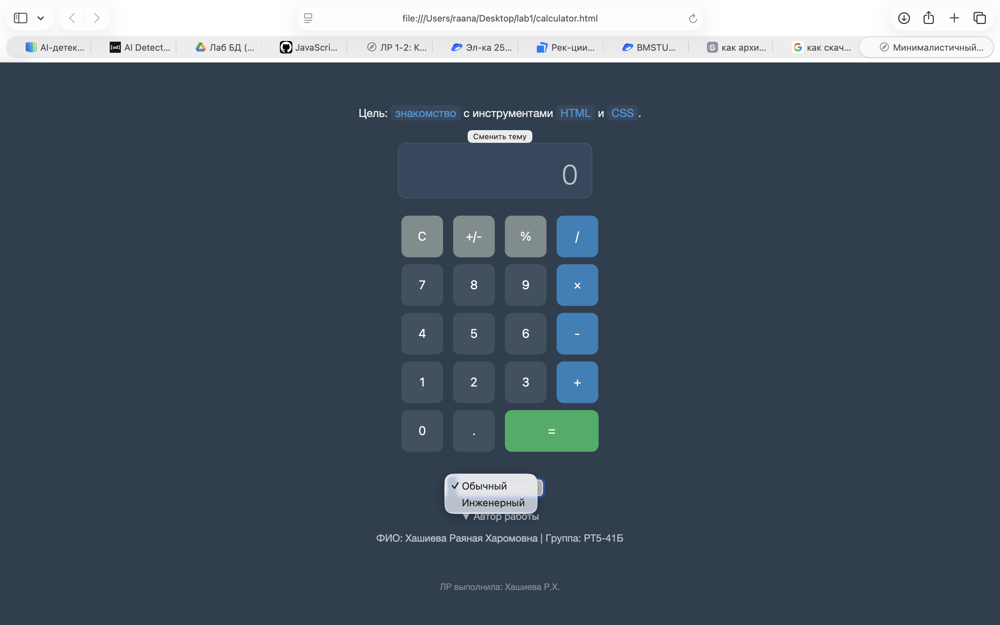 file:///Users/raana/Desktop/lab1/calculator.html
AI-детек...
[ud] AI Detect...
Лаб БД (...
JavaScri...
ЛР 1-2: К...
Эл-ка 25...
Рек-ции...
BMSTU...
G как архи...
G как скач...
Минималистичный...
Цель: знакомство с инструментами HTML и CSS.
Сменить тему
0
C +/- % /
7 8 9 ×
4 5 6 -
1 2 3 +
0 . =
✓ Обычный
Инженерный
▼ Автор работы
ФИО: Хашиева Раяная Харомовна | Группа: РТ5-41Б
ЛР выполнила: Хашиева Р.Х.